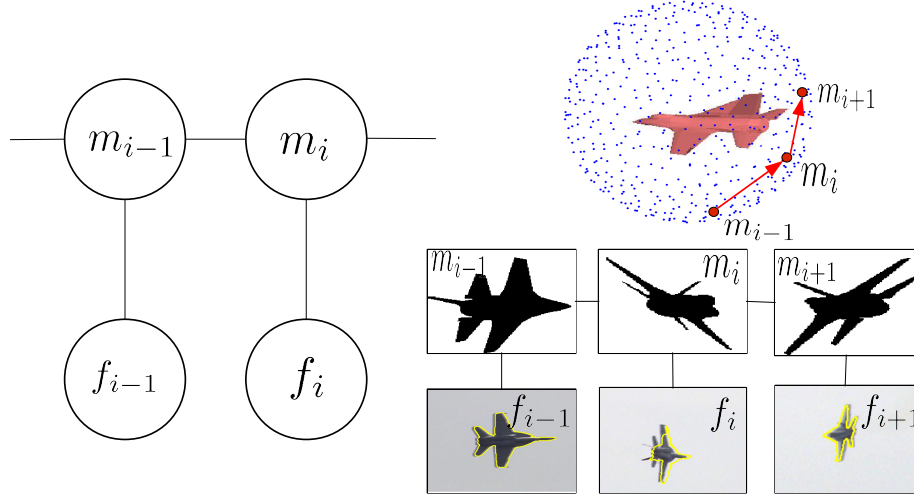 m_{i-1}
m_i
f_{i-1}
f_i
m_{i+1}
m_i
m_{i-1}
m_{i-1}
m_i
m_{i+1}
f_{i-1}
f_i
f_{i+1}